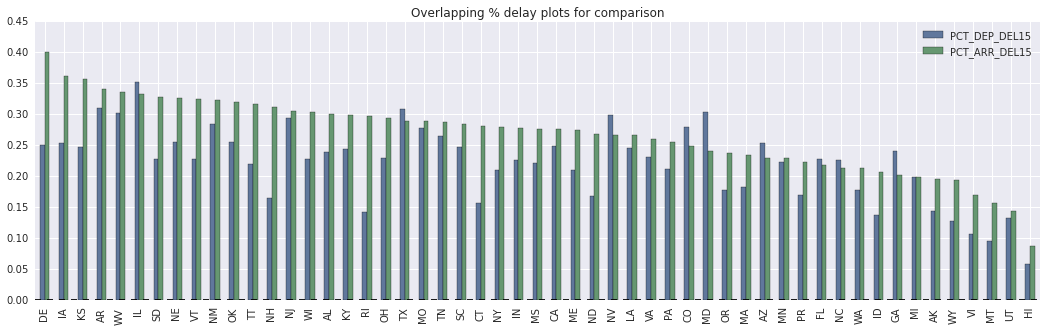 Overlapping % delay plots for comparison
0.45
0.40
0.35
0.30
0.25
0.20
0.15
0.10
0.05
0.00
PCT_DEP_DEL15
PCT_ARR_DEL15
DE IA KS AR WV IL SD NE VT NM OK TT NH NJ WI AL KY RI OH TX MO TN SC CT NY IN MS CA ME ND NV LA VA PA CO MD OR MA AZ MN PR FL NC WA ID GA MI AK WY VI MT UT HI